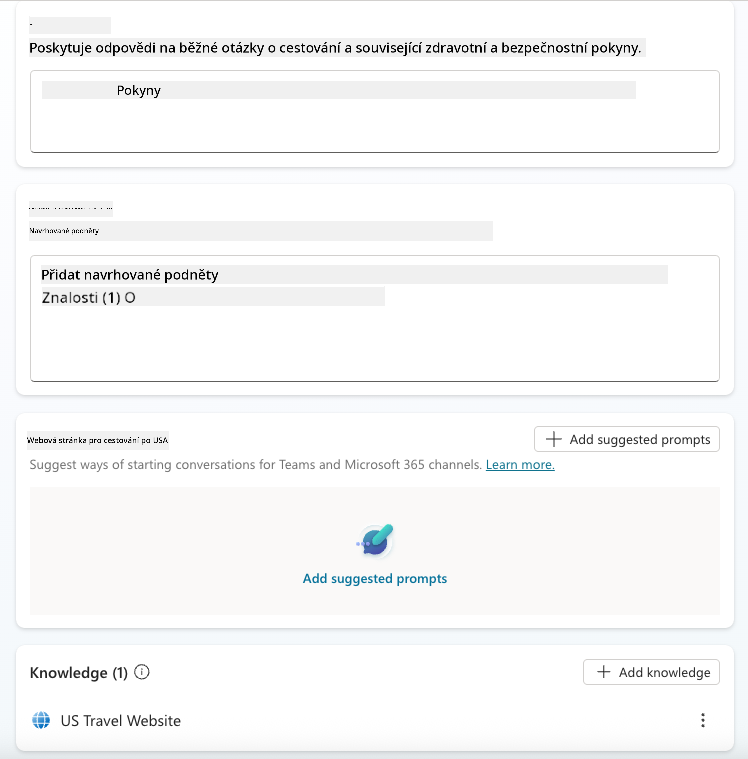 Poskytuje odpovědi na běžné otázky o cestování a související zdravotní a bezpečnostní pokyny.
Pokyny
Navrhované podněty
Přidat navrhované podněty
Znalosti (1) O
Webová stránka pro cestování po USA
Add suggested prompts
Suggest ways of starting conversations for Teams and Microsoft 365 channels. Learn more.
Add suggested prompts
Knowledge (1)
Add knowledge
US Travel Website